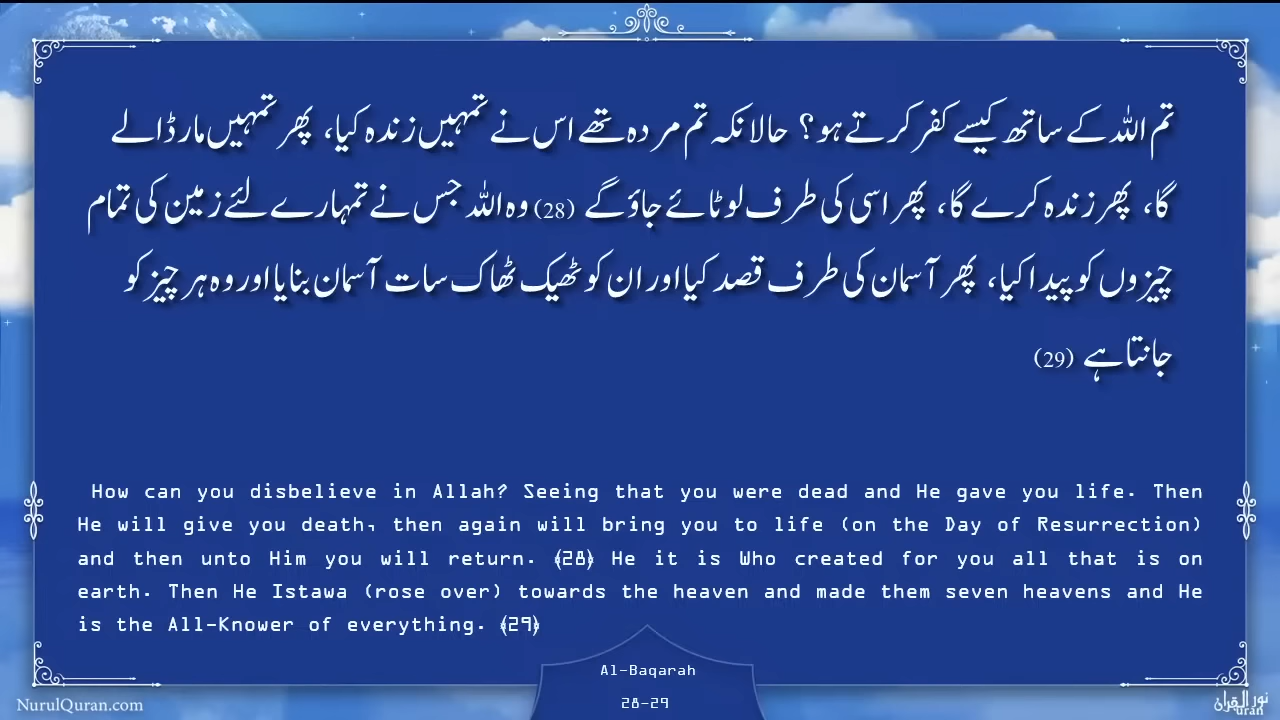 تم اللہ کے ساتھ کیسے کفر کرتے ہو؟ حالانکہ تم مردہ تھے اس نے تمہیں زندہ کیا، پھر تمہیں مار ڈالے
گا، پھر زندہ کرے گا، پھر اسی کی طرف لوٹائے جاؤ گے (28) وہ اللہ جس نے تمہارے لئے زمین کی تمام
چیزوں کو پیدا کیا، پھر آسمان کی طرف قصد کیا اور ان کو ٹھیک ٹھاک سات آسمان بنایا اور وہ ہر چیز کو
جانتا ہے (29)
How can you disbelieve in Allah? Seeing that you were dead and He gave you life. Then
He will give you death, then again will bring you to life (on the Day of Resurrection)
and then unto Him you will return. ﴾28﴿ He it is Who created for you all that is on
earth. Then He Istawa (rose over) towards the heaven and made them seven heavens and He
is the All-Knower of everything. ﴾29﴿
Al-Baqarah
28-29
NurulQuran.com
نور القرآن
uran